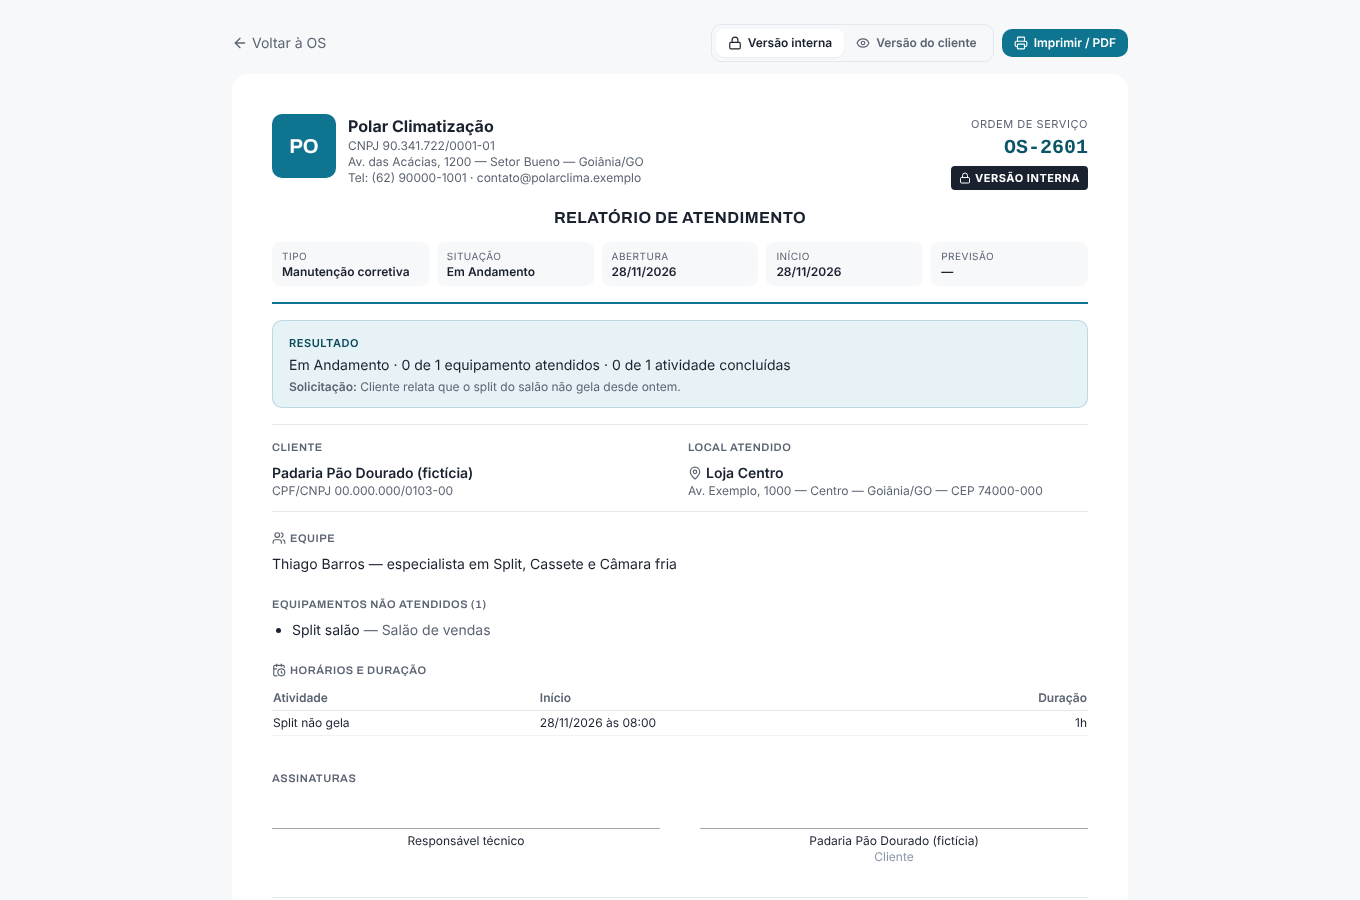 Voltar à OS
Versão interna
Versão do cliente
Imprimir / PDF
PO
Polar Climatização
CNPJ 90.341.722/0001-01
Av. das Acácias, 1200 — Setor Bueno — Goiânia/GO
Tel: (62) 90000-1001 · contato@polarclima.exemplo
ORDEM DE SERVIÇO
OS-2601
VERSÃO INTERNA
RELATÓRIO DE ATENDIMENTO
TIPO
Manutenção corretiva
SITUAÇÃO
Em Andamento
ABERTURA
28/11/2026
INÍCIO
28/11/2026
PREVISÃO
—
RESULTADO
Em Andamento · 0 de 1 equipamento atendidos · 0 de 1 atividade concluídas
Solicitação: Cliente relata que o split do salão não gela desde ontem.
CLIENTE
Padaria Pão Dourado (fictícia)
CPF/CNPJ 00.000.000/0103-00
LOCAL ATENDIDO
Loja Centro
Av. Exemplo, 1000 — Centro — Goiânia/GO — CEP 74000-000
EQUIPE
Thiago Barros — especialista em Split, Cassete e Câmara fria
EQUIPAMENTOS NÃO ATENDIDOS (1)
• Split salão — Salão de vendas
HORÁRIOS E DURAÇÃO
Atividade Início Duração
Split não gela 28/11/2026 às 08:00 1h
ASSINATURAS
Responsável técnico
Padaria Pão Dourado (fictícia)
Cliente